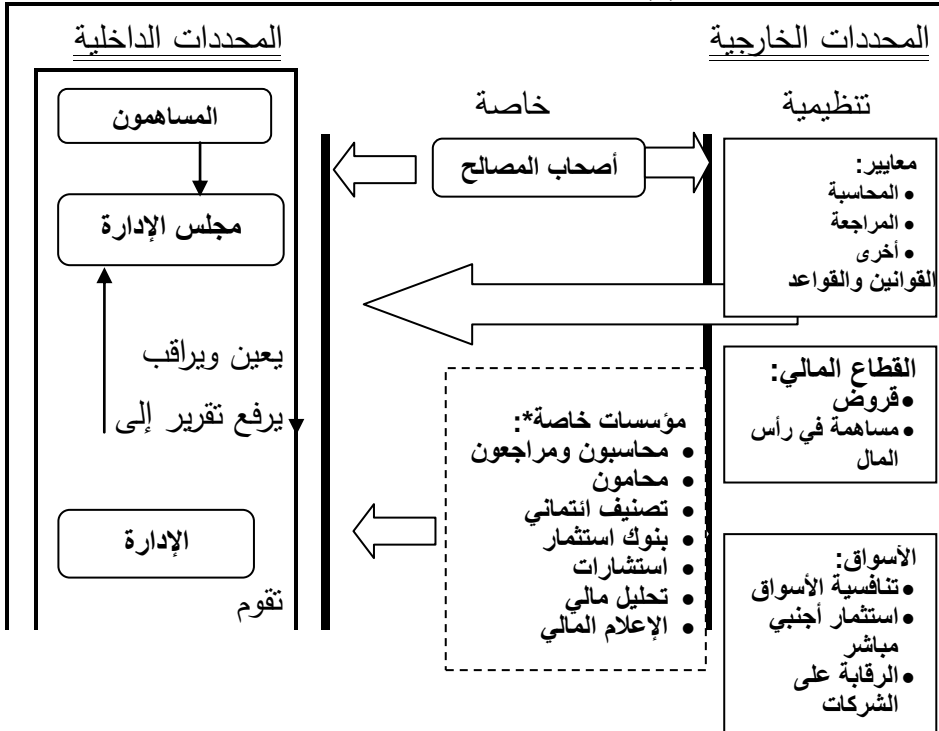 المحددات الخارجية
المحددات الداخلية
تنظيمية
خاصة
معايير:
• المحاسبة
• المراجعة
• أخرى
القوانين والقواعد
القطاع المالي:
• قروض
• مساهمة في رأس
المال
الأسواق:
• تنافسية الأسواق
• استثمار أجنبي
مباشر
• الرقابة على
الشركات
أصحاب المصالح
مؤسسات خاصة*:
• محاسبون ومراجعون
• محامون
• تصنيف ائتماني
• بنوك استثمار
• استشارات
• تحليل مالي
• الإعلام المالي
المساهمون
مجلس الإدارة
يعين ويراقب
يرفع تقرير إلى
الإدارة
تقوم